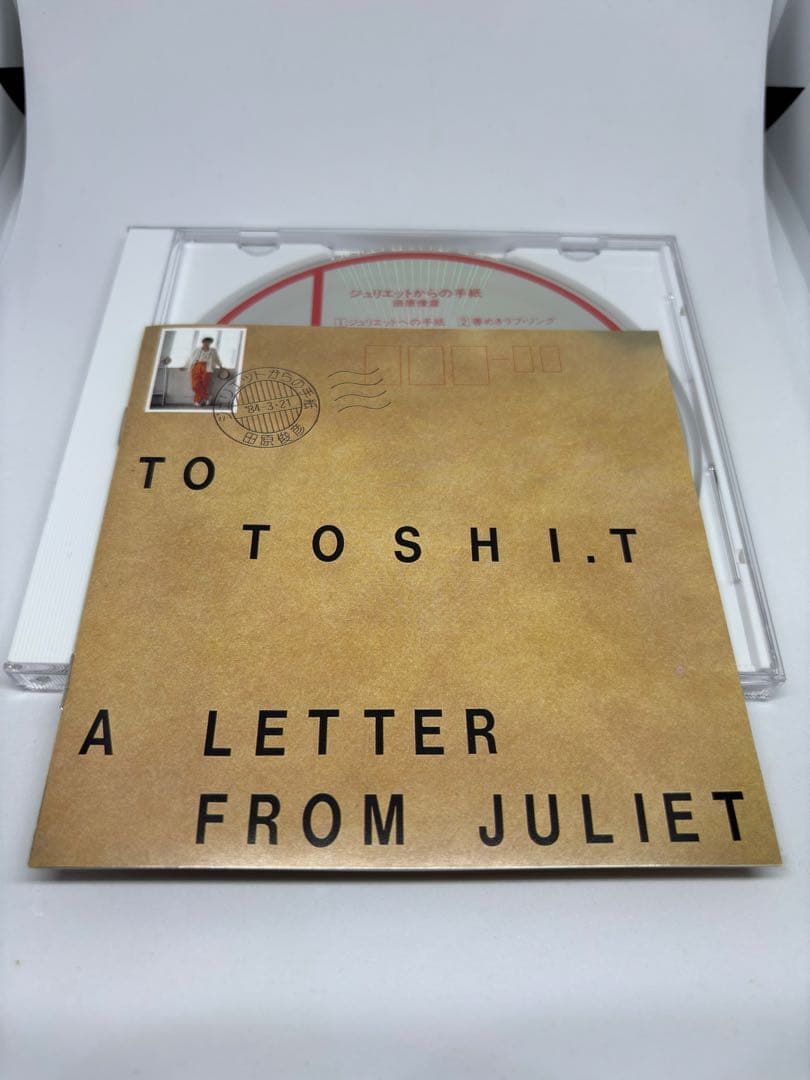 ジュリエットからの手紙
田原俊彦
1 ジュリエットへの手紙 2 春めきラブ・ソング
ジュリエットからの手紙
'84・3・21
田原俊彦
TO
TOSHI.T
A LETTER
FROM JULIET